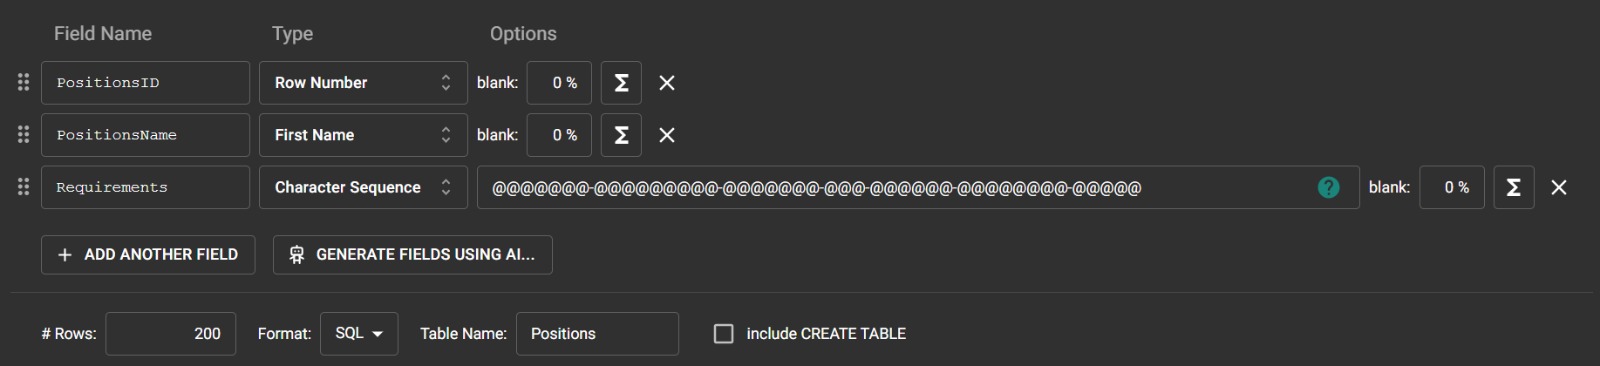 Field Name Type Options
PositionsID Row Number blank: 0 % Σ
PositionsName First Name blank: 0 % Σ
Requirements Character Sequence @@@@@@@-@@@@@@@@@-@@@@@@@-@@@-@@@@@@-@@@@@@@@-@@@@@ ? blank: 0 % Σ
+ ADD ANOTHER FIELD GENERATE FIELDS USING AI...
# Rows: 200 Format: SQL Table Name: Positions include CREATE TABLE